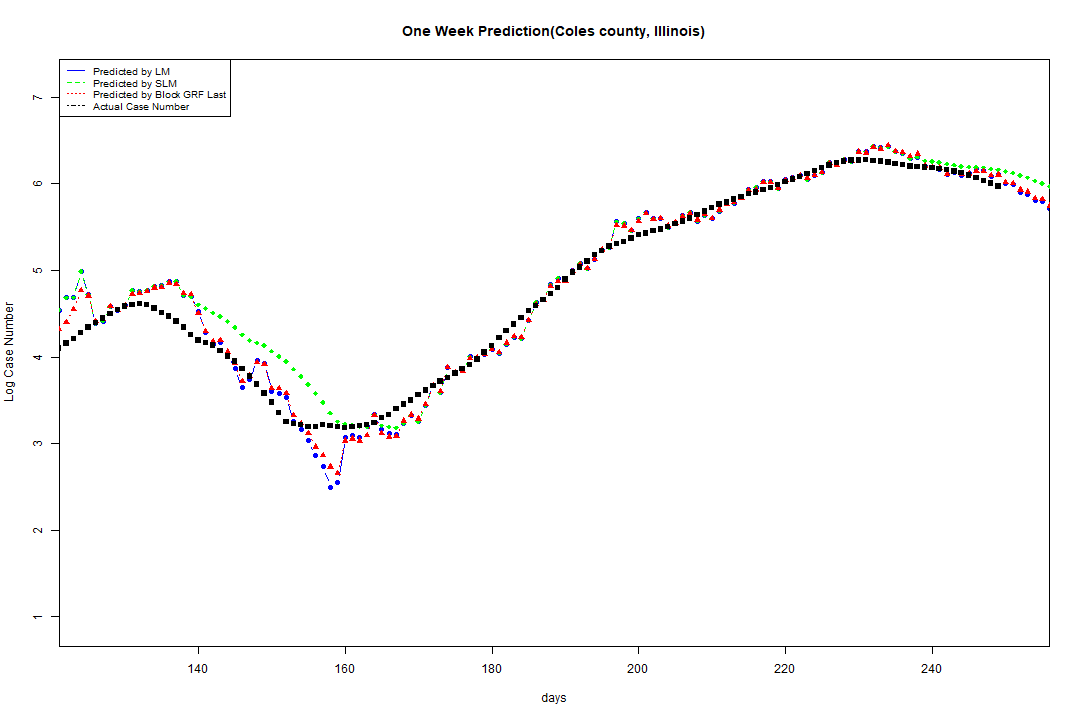 One Week Prediction(Coles county, Illinois)
Predicted by LM
Predicted by SLM
Predicted by Block GRF Last
Actual Case Number
Log Case Number
7
6
5
4
3
2
1
140 160 180 200 220 240
days